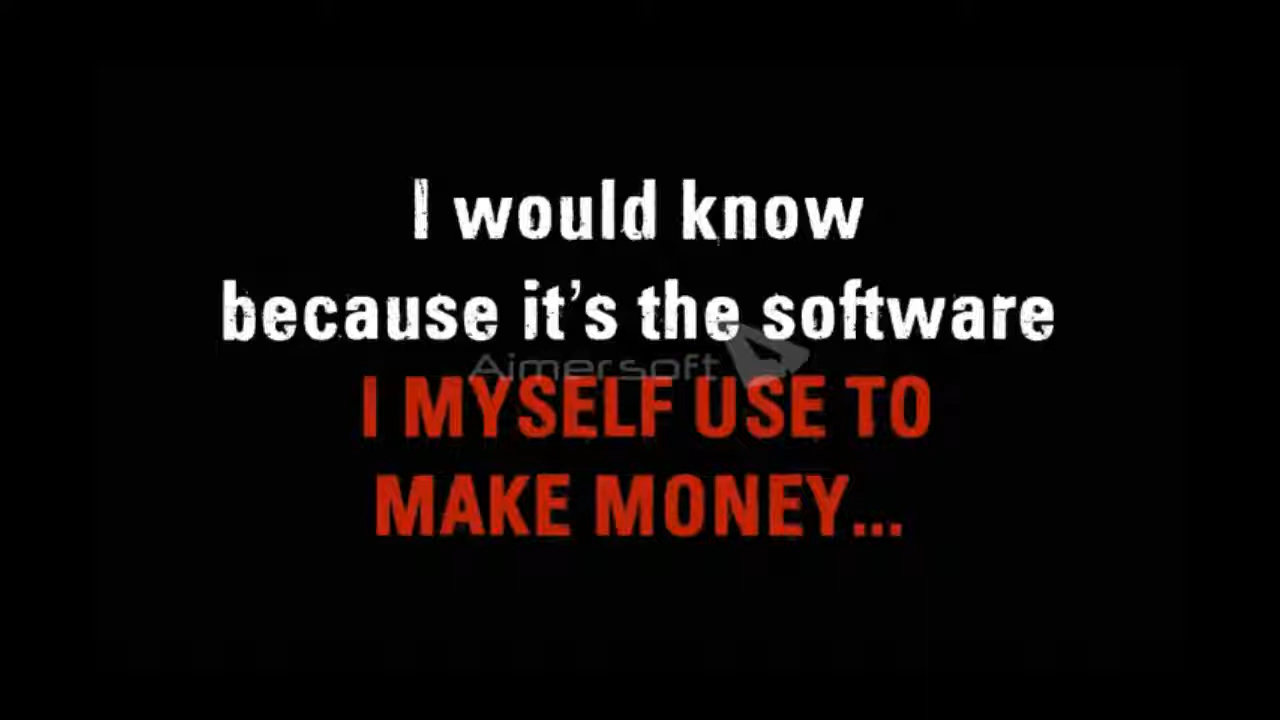 I would know
because it’s the software
Aimersoft
I MYSELF USE TO
MAKE MONEY...